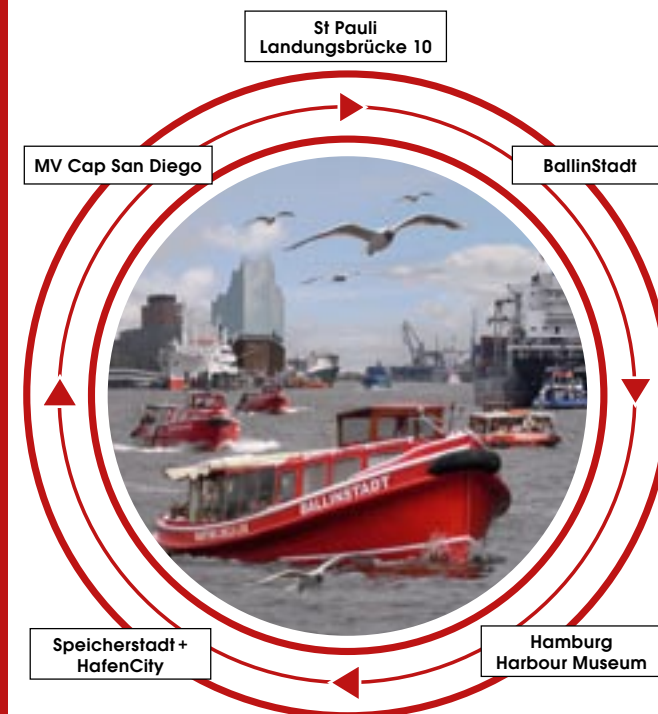 St Pauli
Landungsbrücke 10
MV Cap San Diego
BallinStadt
BALLINSTADT
Speicherstadt +
HafenCity
Hamburg
Harbour Museum